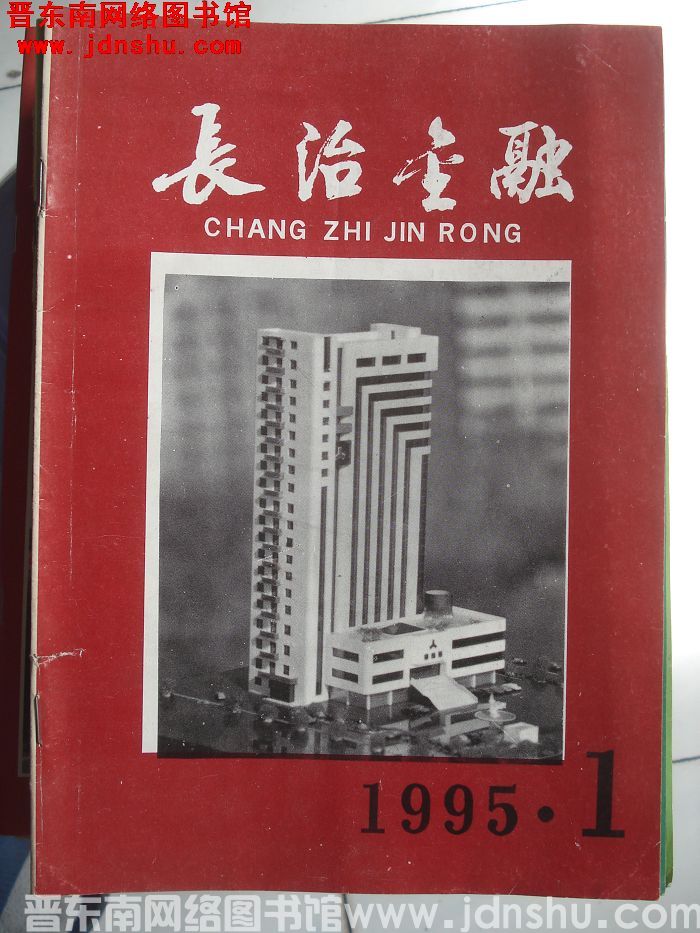 晋东南网络图书馆
www.jdnshu.com
長治金融
CHANG ZHI JIN RONG
1995·1
晋东南网络图书馆www.jdnshu.com